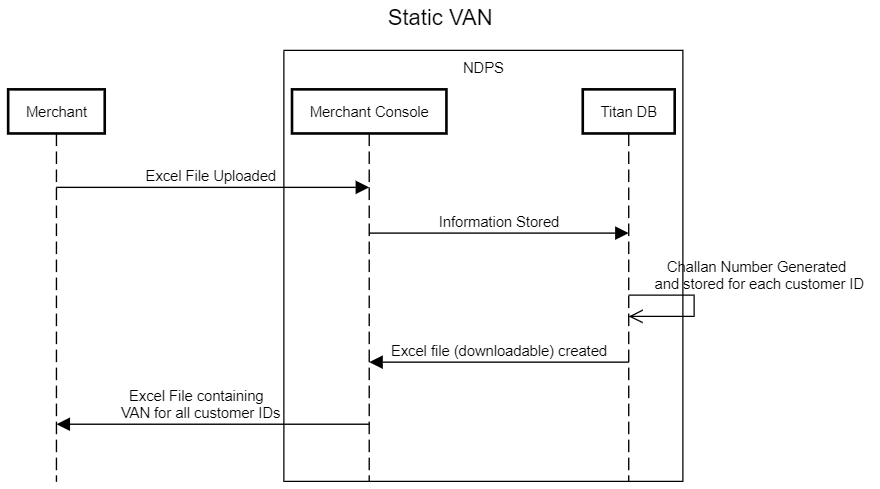 Static VAN
NDPS
Merchant
Merchant Console
Titan DB
Excel File Uploaded
Information Stored
Challan Number Generated
and stored for each customer ID
Excel file (downloadable) created
Excel File containing
VAN for all customer IDs